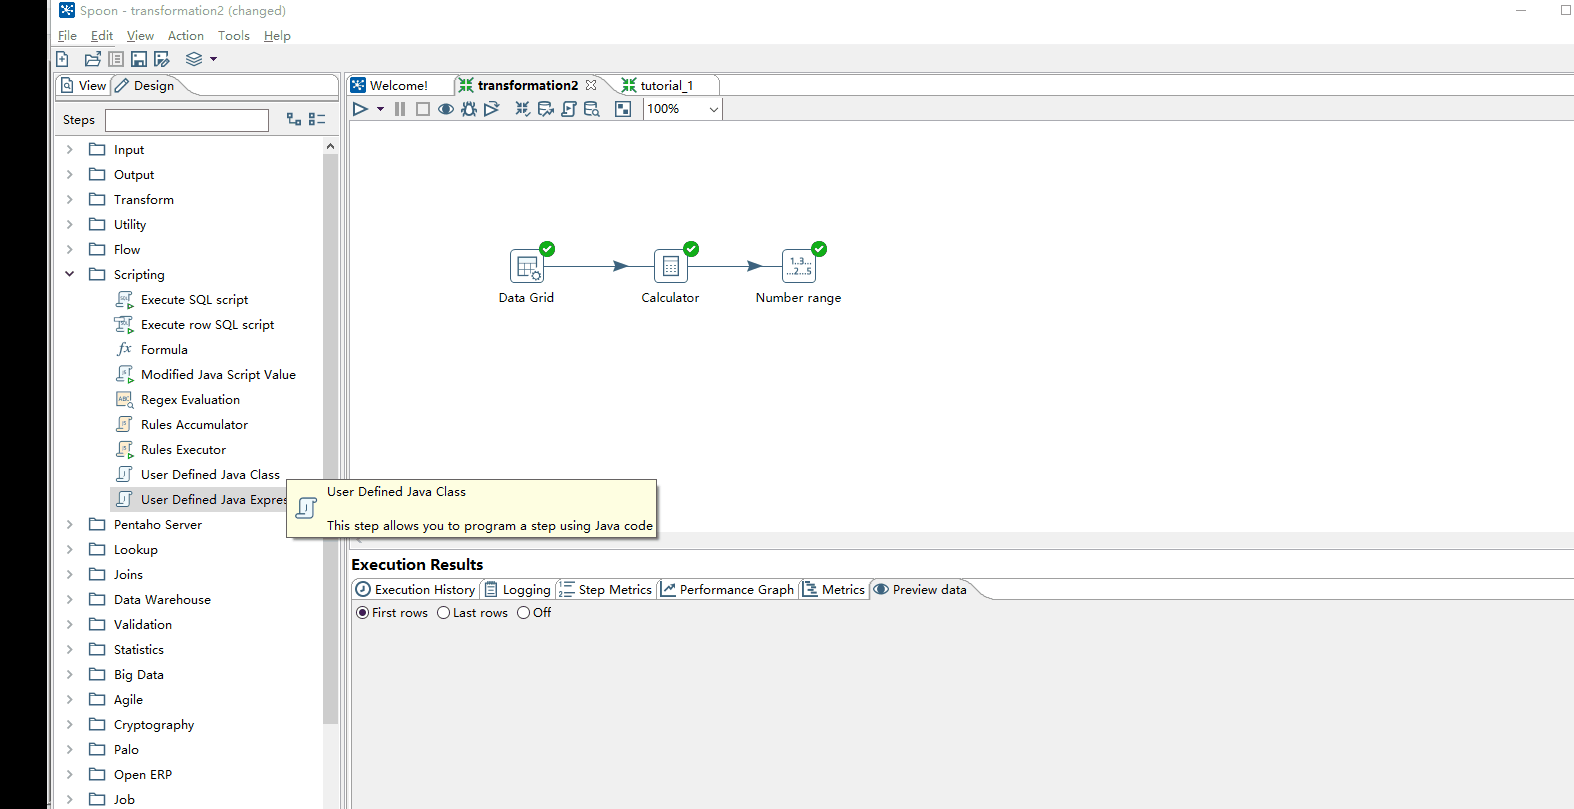 Spoon - transformation2 (changed)
File Edit View Action Tools Help
View Design
Welcome! transformation2 tutorial_1
100%
Steps
Input
Output
Transform
Utility
Flow
Scripting
Execute SQL script
Execute row SQL script
Formula
Modified Java Script Value
Regex Evaluation
Rules Accumulator
Rules Executor
User Defined Java Class
User Defined Java Expres
Pentaho Server
Lookup
Joins
Data Warehouse
Validation
Statistics
Big Data
Agile
Cryptography
Palo
Open ERP
Job
1..3...
...2...5
Data Grid Calculator Number range
User Defined Java Class
This step allows you to program a step using Java code
Execution Results
Execution History Logging Step Metrics Performance Graph Metrics Preview data
First rows Last rows Off